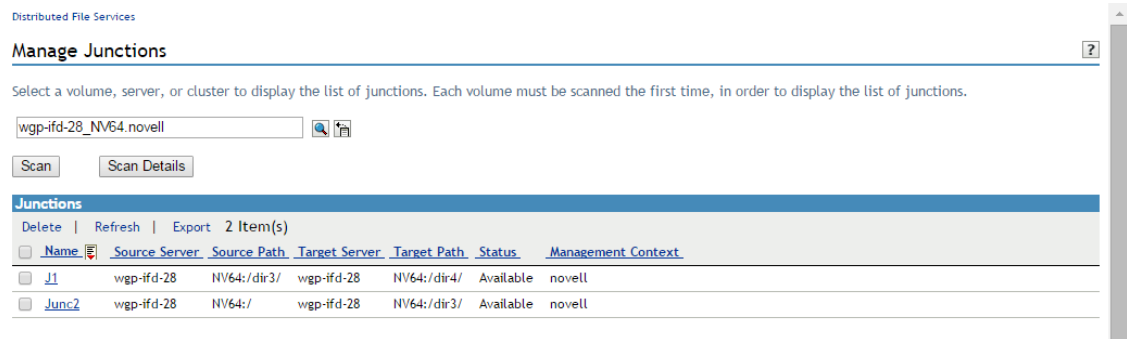 Distributed File Services
Manage Junctions
?
Select a volume, server, or cluster to display the list of junctions. Each volume must be scanned the first time, in order to display the list of junctions.
wgp-ifd-28_NV64.novell
Scan Scan Details
Junctions
Delete | Refresh | Export 2 Item(s)
Name Source Server Source Path Target Server Target Path Status Management Context
J1 wgp-ifd-28 NV64:/dir3/ wgp-ifd-28 NV64:/dir4/ Available novell
Junc2 wgp-ifd-28 NV64:/ wgp-ifd-28 NV64:/dir3/ Available novell